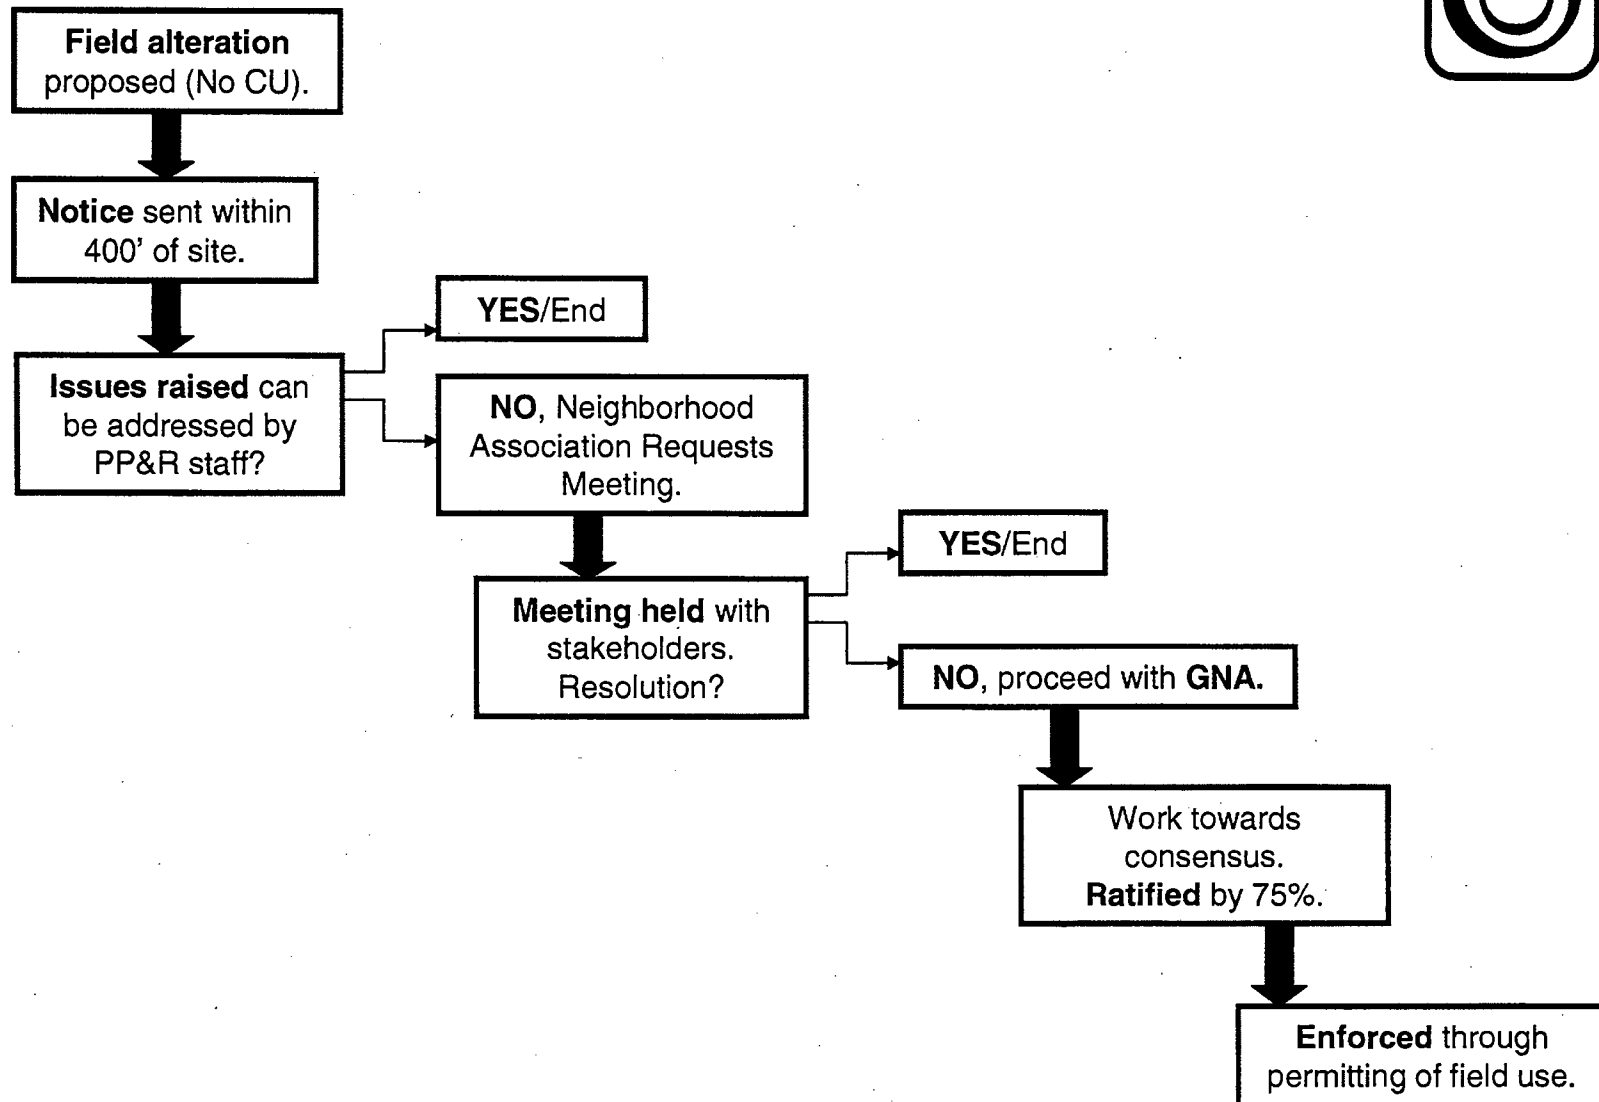 Field alteration
proposed (No CU).
Notice sent within
400' of site.
Issues raised can
be addressed by
PP&R staff?
YES/End
NO, Neighborhood
Association Requests
Meeting.
Meeting held with
stakeholders.
Resolution?
YES/End
NO, proceed with GNA.
Work towards
consensus.
Ratified by 75%.
Enforced through
permitting of field use.